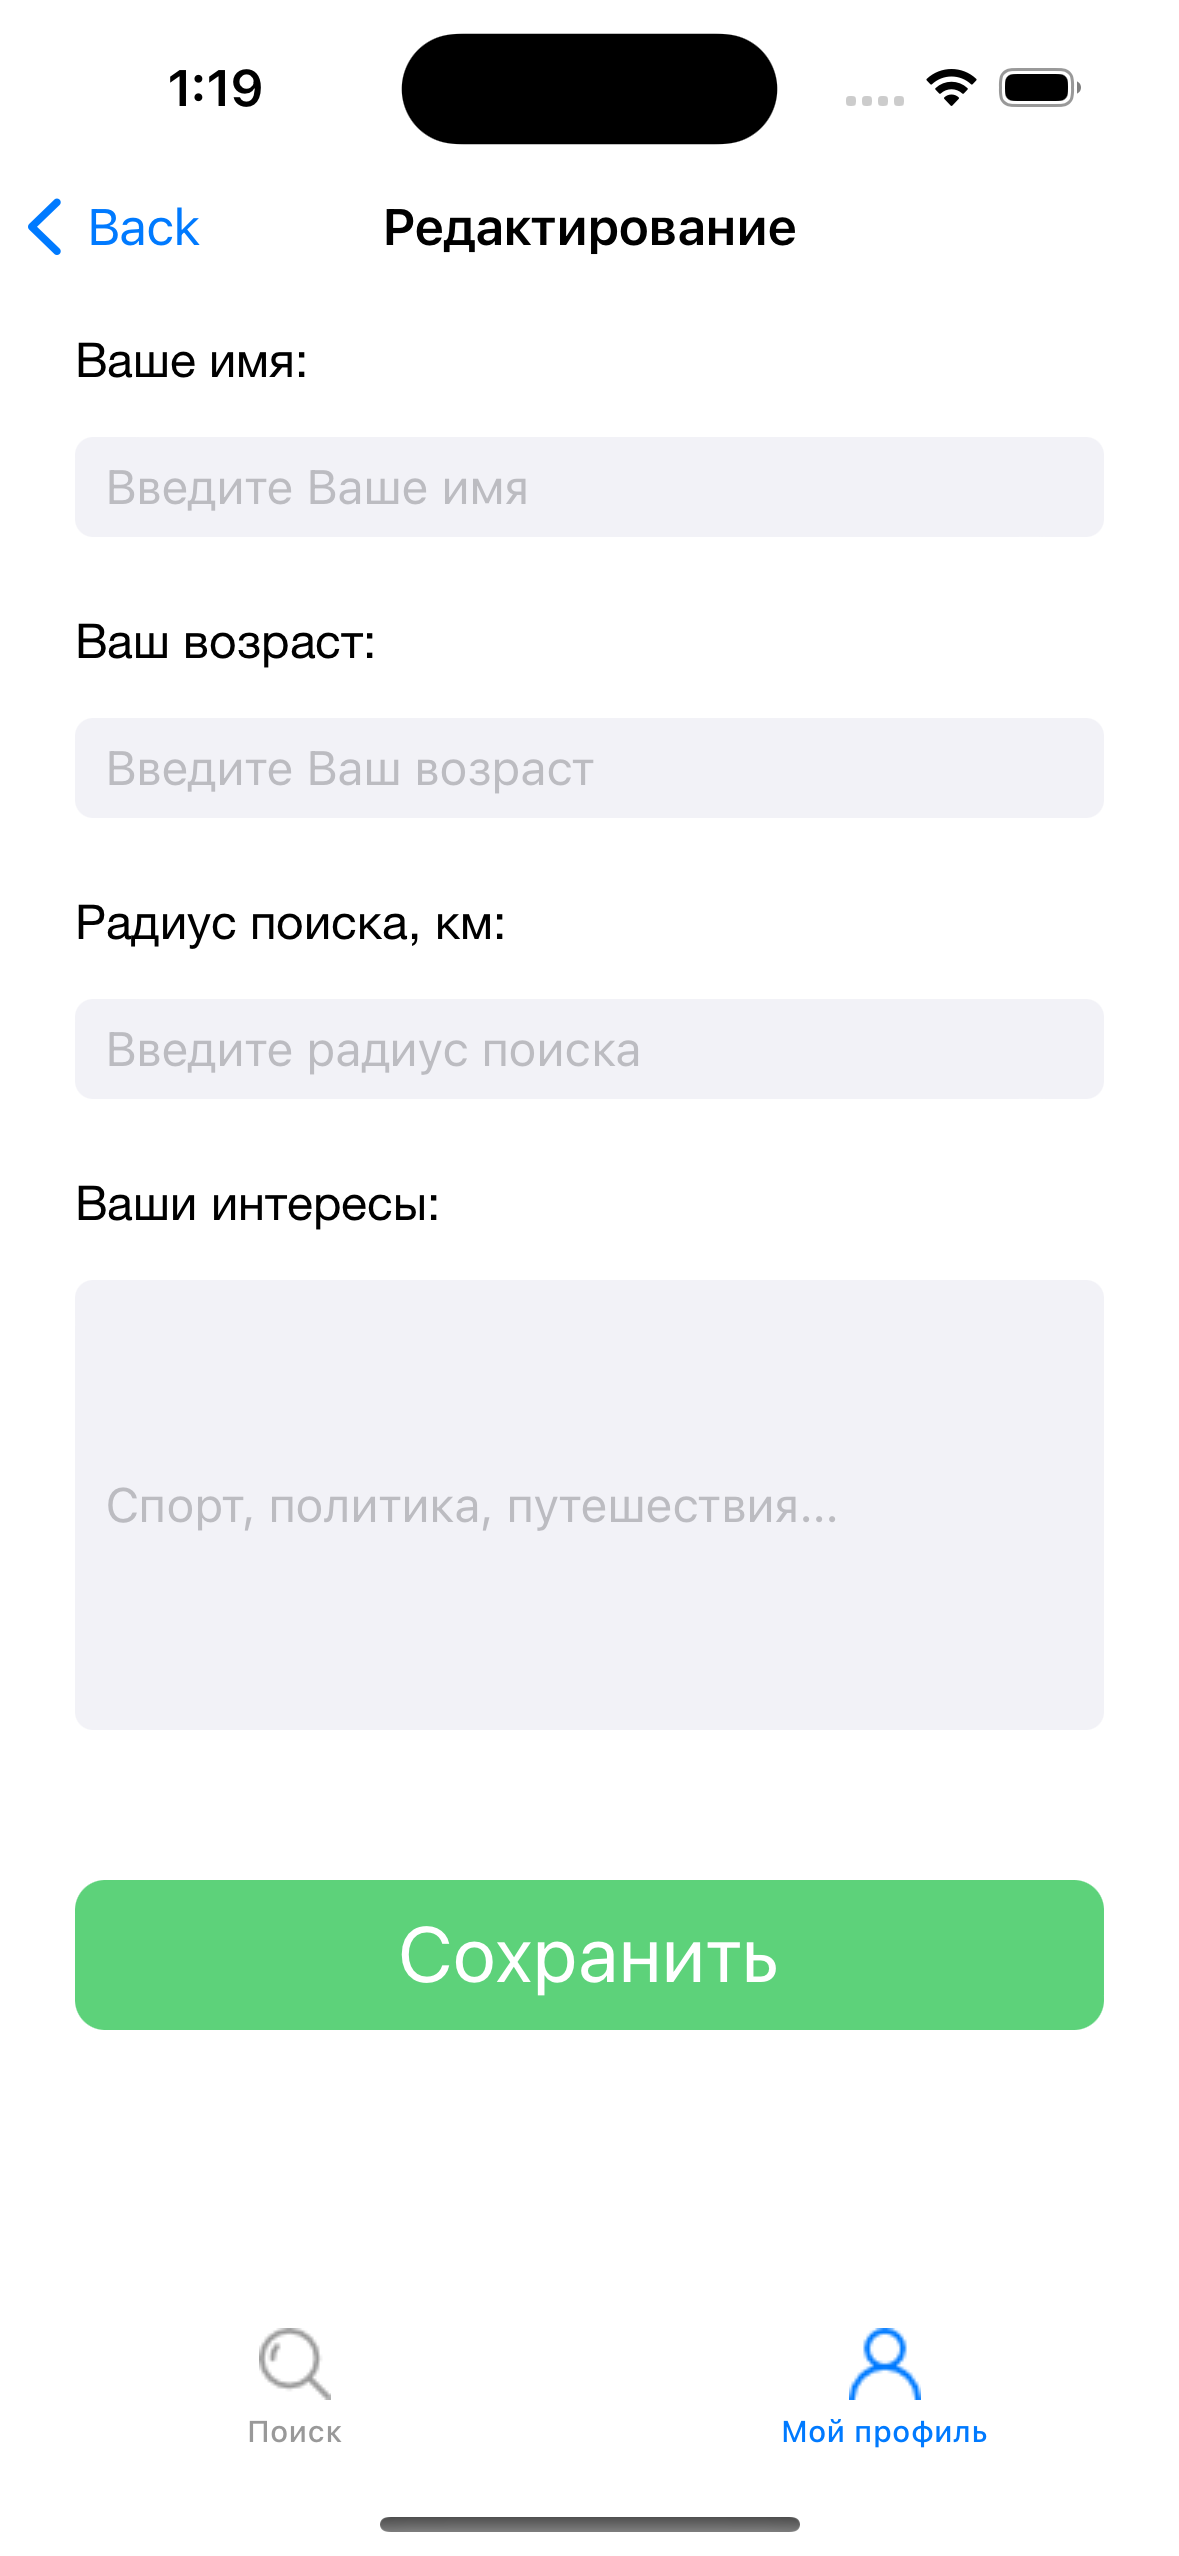 1:19
Back
Редактирование
Ваше имя:
Введите Ваше имя
Ваш возраст:
Введите Ваш возраст
Радиус поиска, км:
Введите радиус поиска
Ваши интересы:
Спорт, политика, путешествия...
Сохранить
Поиск
Мой профиль